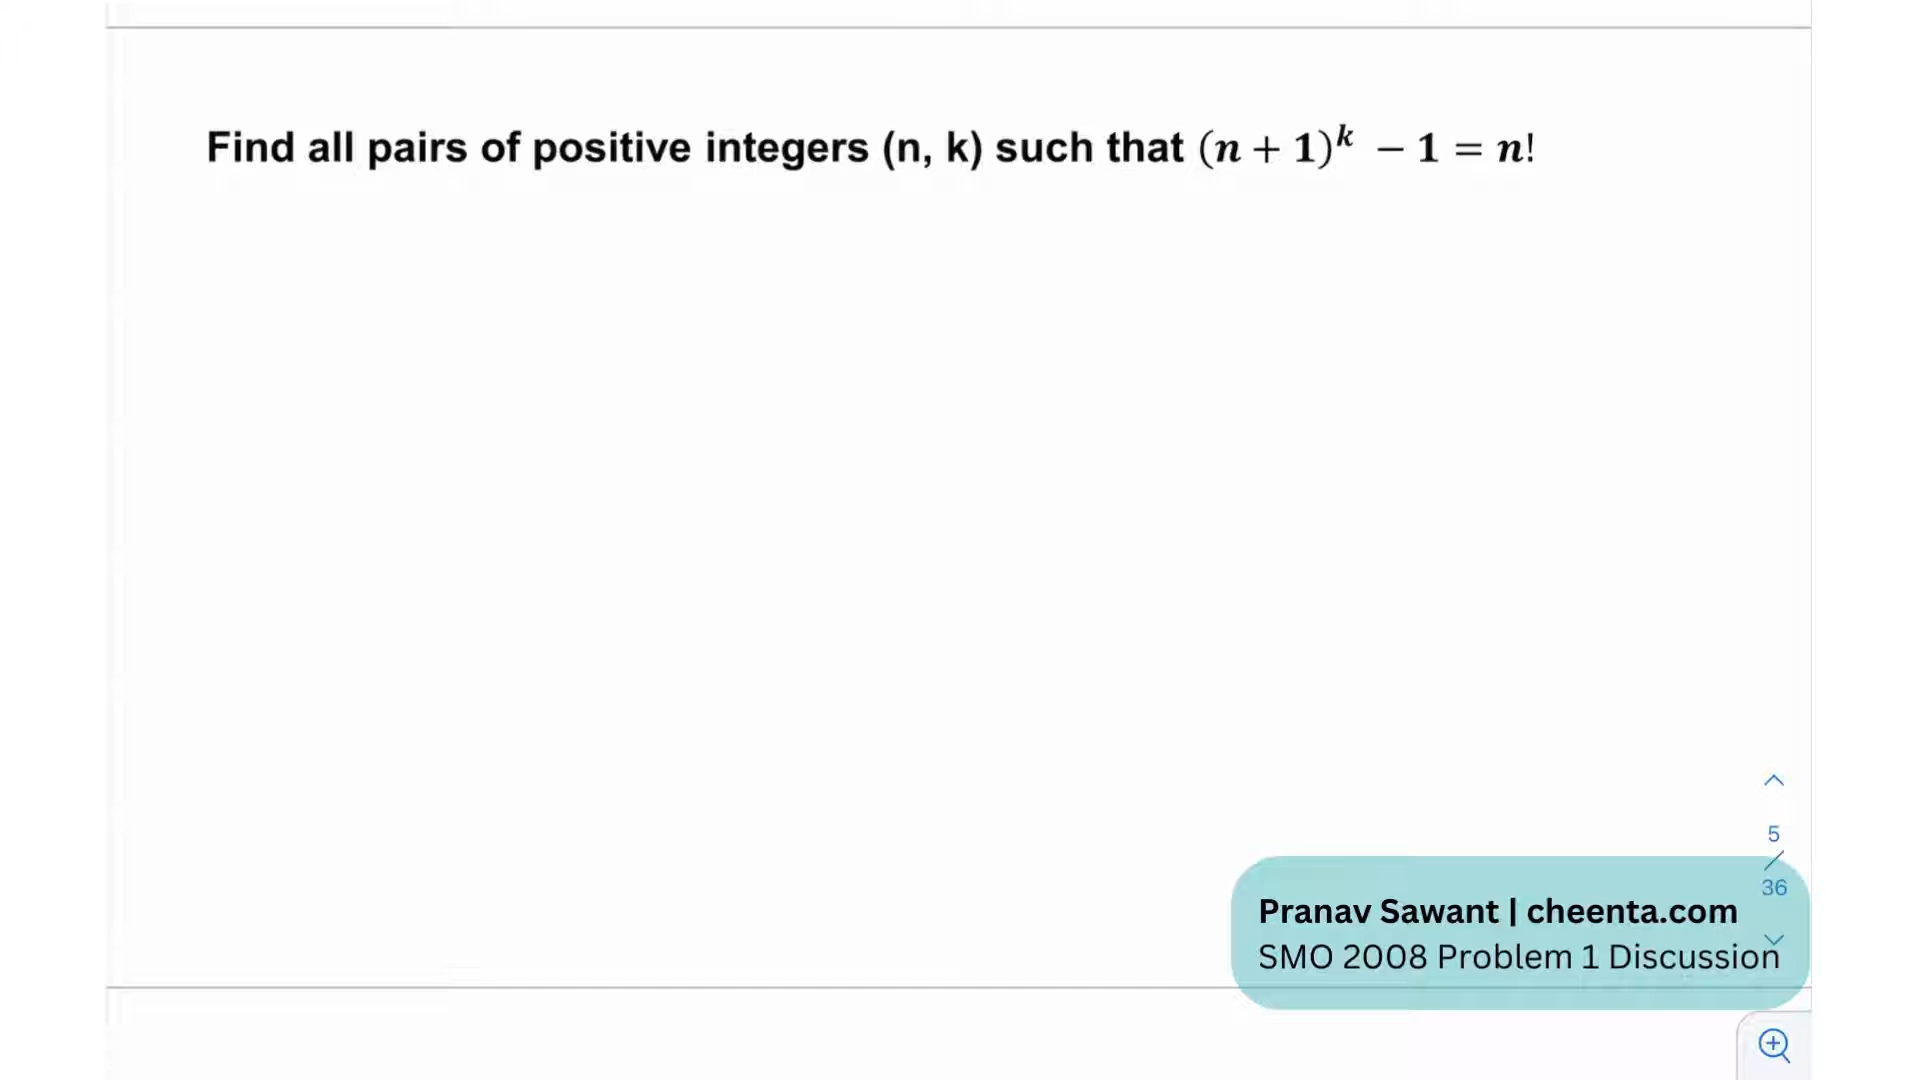 Find all pairs of positive integers (n, k) such that $(n + 1)^k - 1 = n!$
5
/
36
Pranav Sawant | cheenta.com
SMO 2008 Problem 1 Discussion